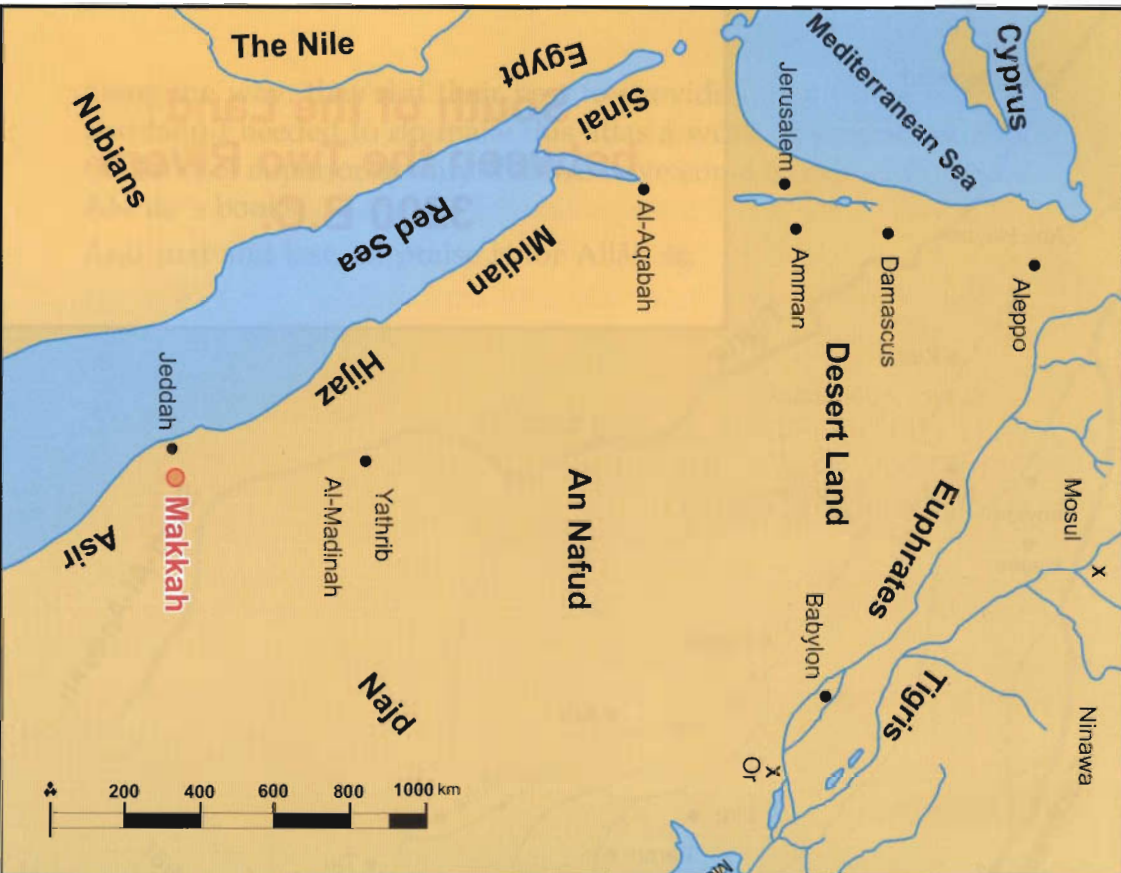 The Nile
Egypt
Sinai
Nubians
Red Sea
Midian
Mediterranean Sea
Cyprus
Jerusalem
Al-Aqabah
Amman
Damascus
Aleppo
Jeddah
Hijaz
Desert Land
Makkah
Asir
Yathrib
Al-Madinah
An Nafud
Euphrates
Mosul
x
Babylon
Tigris
Ninawa
Najd
x
Or
200 400 600 800 1000 km